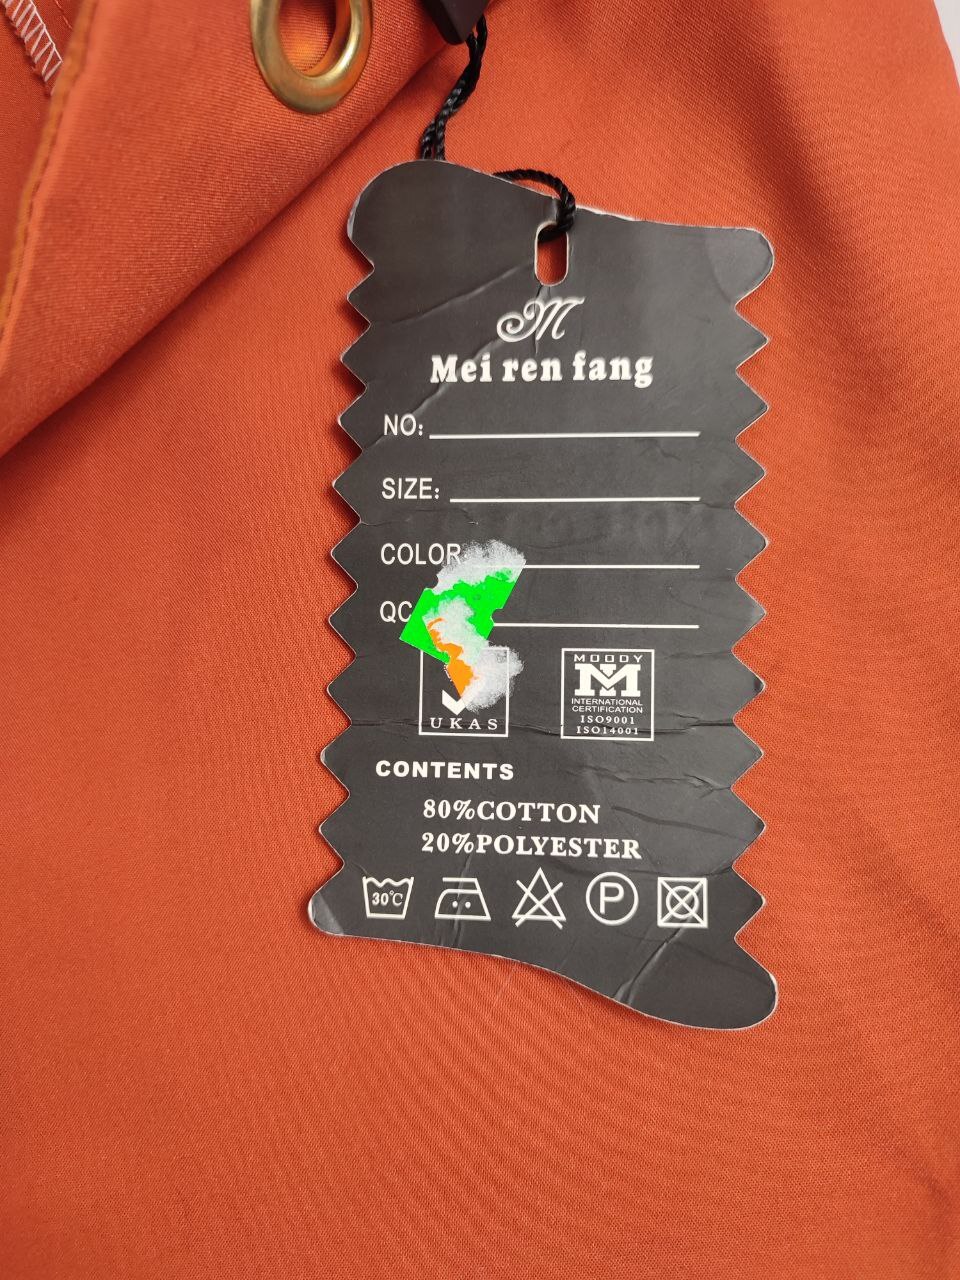 M
Mei ren fang
NO:
SIZE:
COLOR
QC
UKAS
MOODY
M
INTERNATIONAL
CERTIFICATION
ISO9001
ISO14001
CONTENTS
80%COTTON
20%POLYESTER
30℃
P